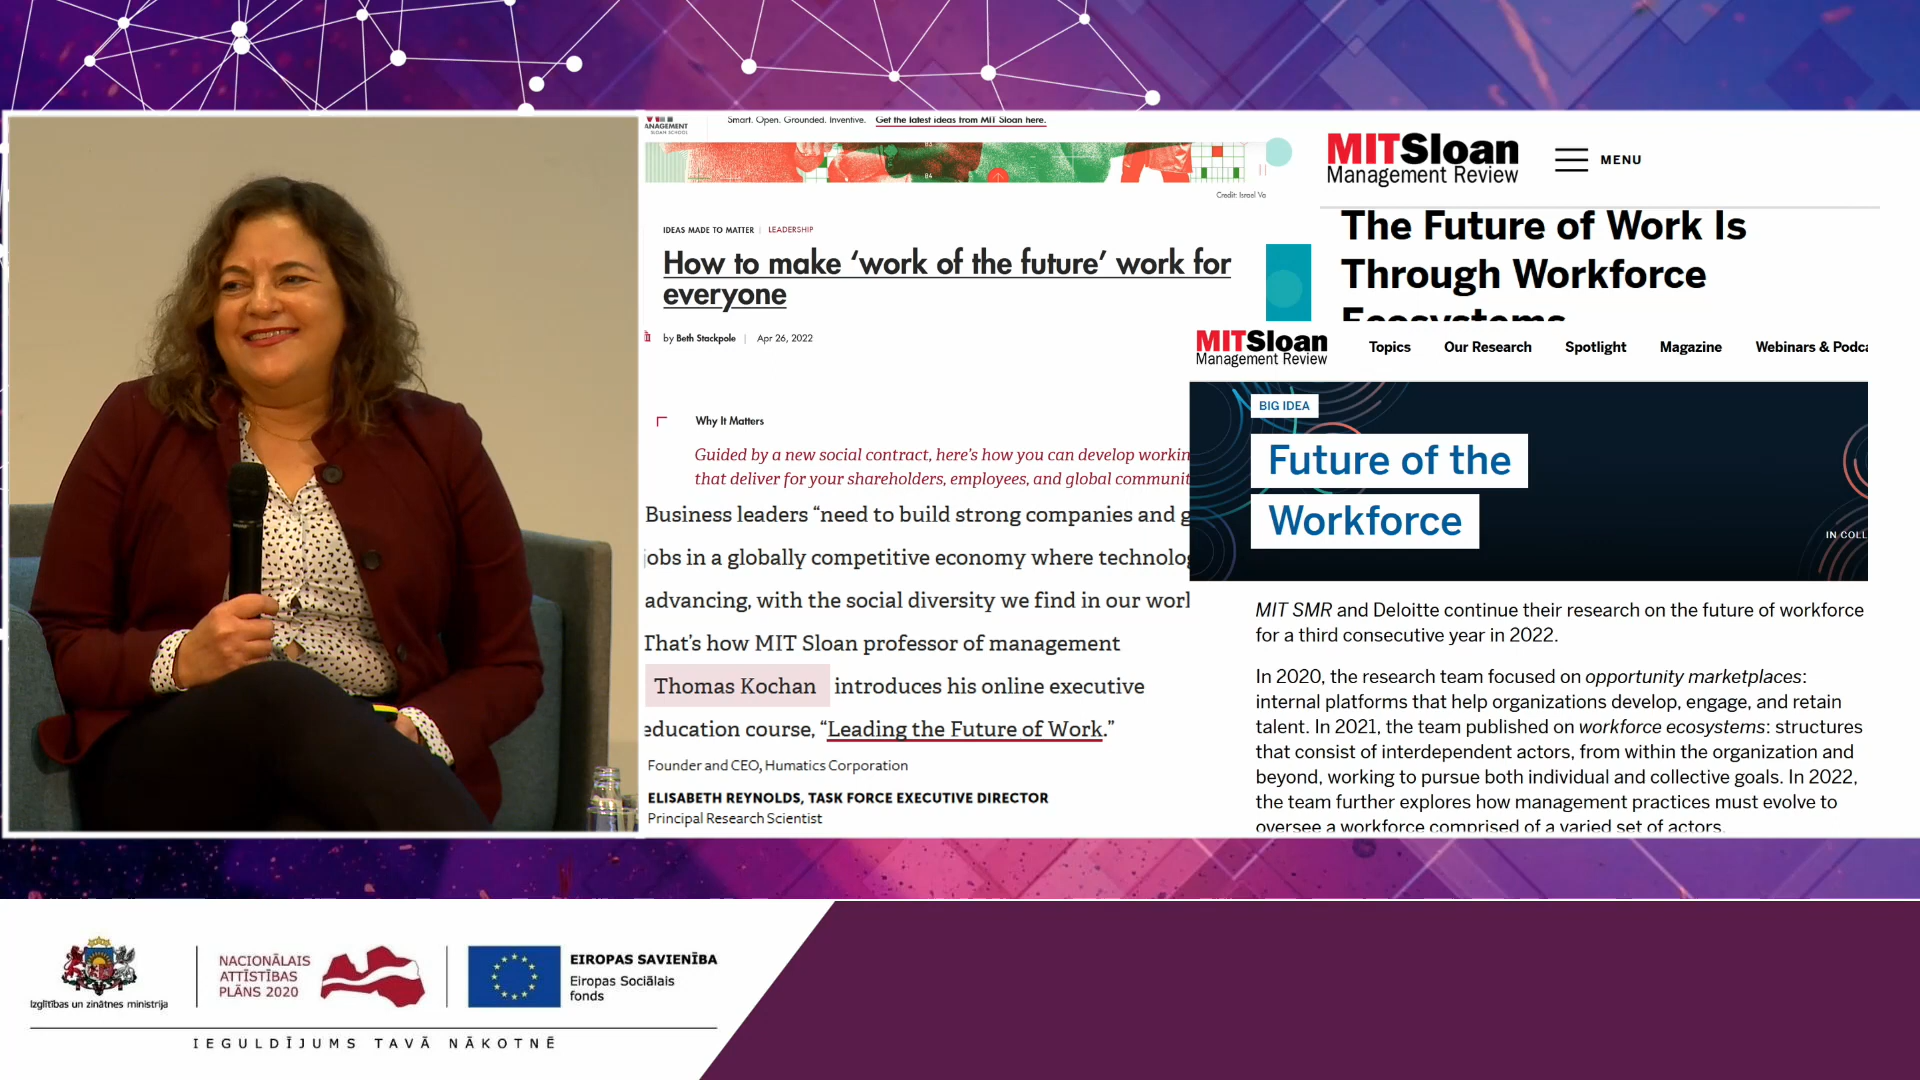 ANAGEMENT
SLOAN SCHOOL
Smart. Open. Grounded. Inventive. Get the latest ideas from MIT Sloan here.
83
84
Credit: Israel Va
IDEAS MADE TO MATTER | LEADERSHIP
How to make ‘work of the future’ work for
everyone
by Beth Stackpole | Apr 26, 2022
Why It Matters
Guided by a new social contract, here’s how you can develop workin
that deliver for your shareholders, employees, and global communit
Business leaders “need to build strong companies and g
jobs in a globally competitive economy where technolog
advancing, with the social diversity we find in our worl
That’s how MIT Sloan professor of management
Thomas Kochan introduces his online executive
education course, “Leading the Future of Work.”
Founder and CEO, Humatics Corporation
ELISABETH REYNOLDS, TASK FORCE EXECUTIVE DIRECTOR
Principal Research Scientist
MITSloan
Management Review
MENU
The Future of Work Is
Through Workforce
Ecosystems
MITSloan
Management Review
Topics Our Research Spotlight Magazine Webinars & Podca
BIG IDEA
Future of the
Workforce
IN COLL
MIT SMR and Deloitte continue their research on the future of workforce
for a third consecutive year in 2022.
In 2020, the research team focused on opportunity marketplaces:
internal platforms that help organizations develop, engage, and retain
talent. In 2021, the team published on workforce ecosystems: structures
that consist of interdependent actors, from within the organization and
beyond, working to pursue both individual and collective goals. In 2022,
the team further explores how management practices must evolve to
oversee a workforce comprised of a varied set of actors.
Izglītības un zinātnes ministrija
NACIONĀLAIS
ATTĪSTĪBAS
PLĀNS 2020
EIROPAS SAVIENĪBA
Eiropas Sociālais
fonds
IEGULDĪJUMS TAVĀ NĀKOTNĒ